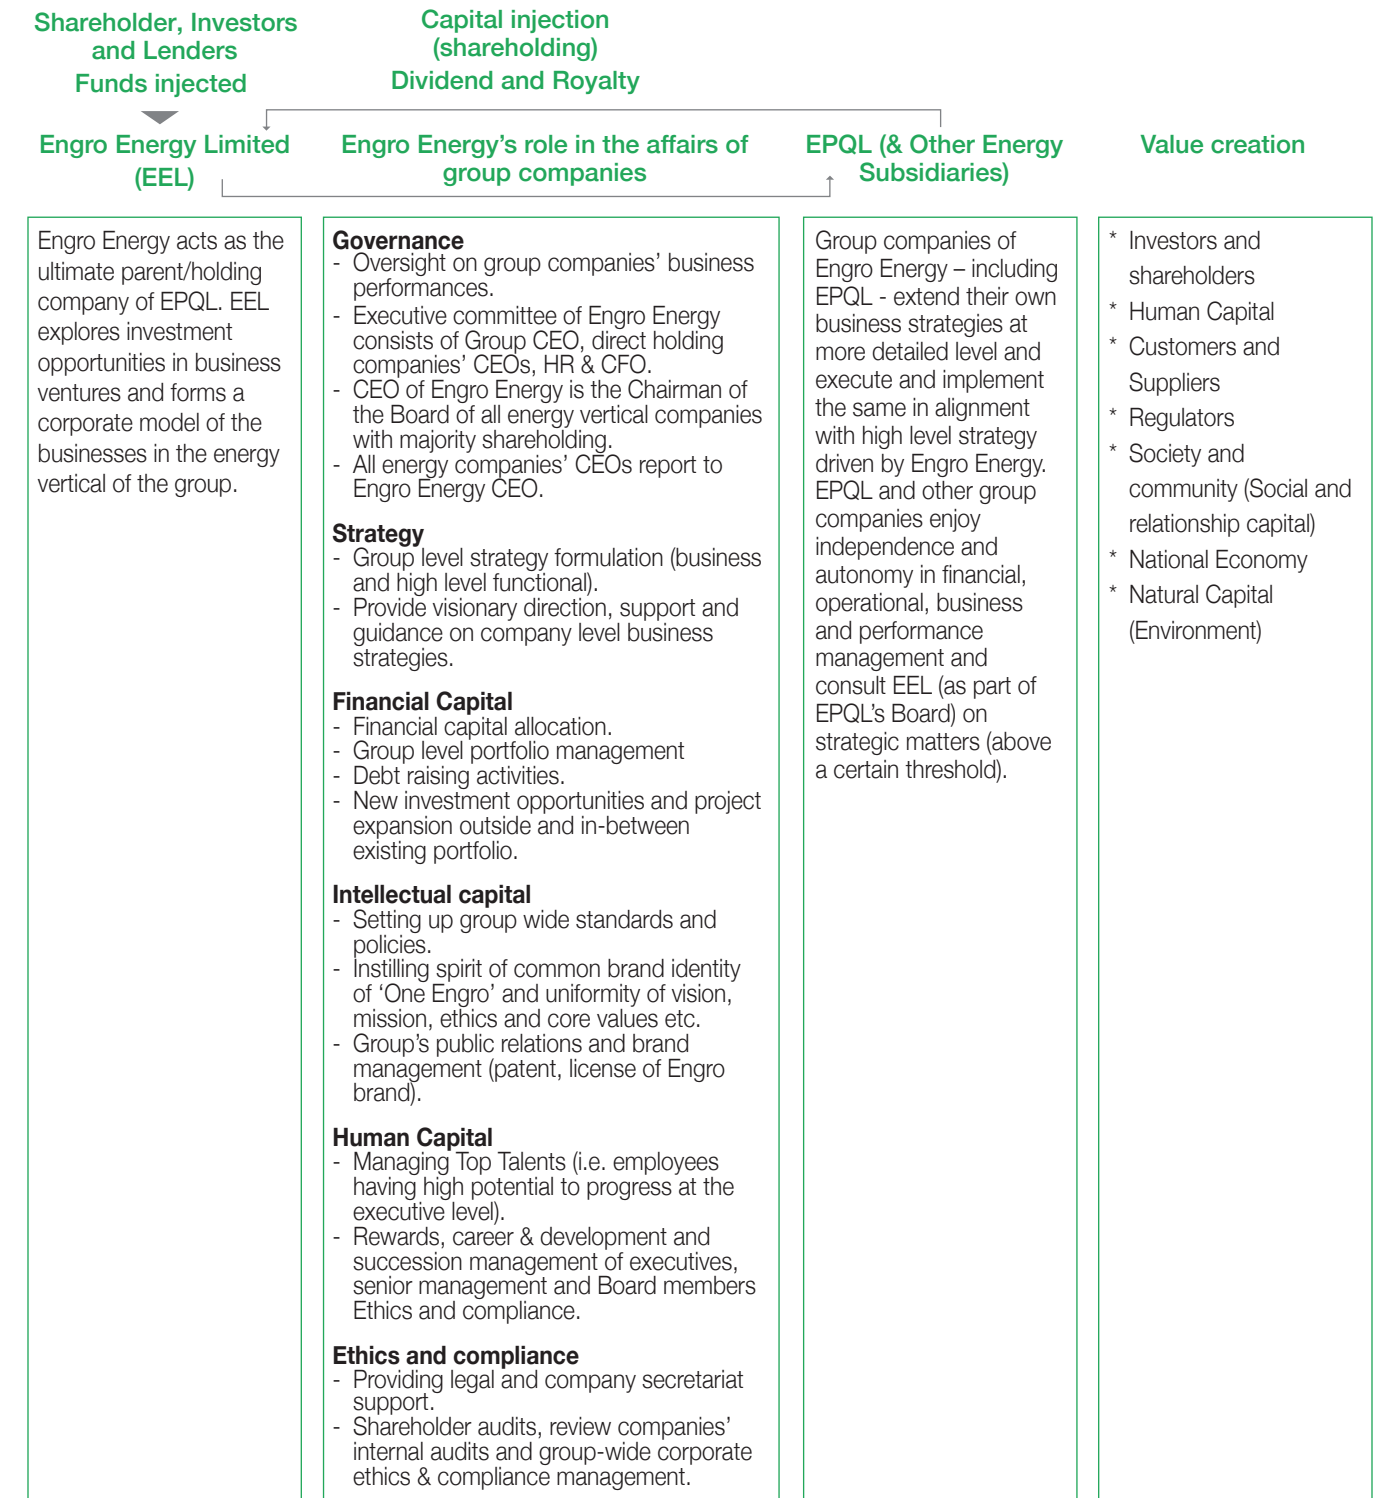 Shareholder, Investors
and Lenders
Funds injected
Capital injection
(shareholding)
Dividend and Royalty
Engro Energy Limited
(EEL)
Engro Energy’s role in the affairs of
group companies
EPQL (& Other Energy
Subsidiaries)
Value creation
Engro Energy acts as the
ultimate parent/holding
company of EPQL. EEL
explores investment
opportunities in business
ventures and forms a
corporate model of the
businesses in the energy
vertical of the group.
Governance
- Oversight on group companies’ business
performances.
- Executive committee of Engro Energy
consists of Group CEO, direct holding
companies’ CEOs, HR & CFO.
- CEO of Engro Energy is the Chairman of
the Board of all energy vertical companies
with majority shareholding.
- All energy companies’ CEOs report to
Engro Energy CEO.
Strategy
- Group level strategy formulation (business
and high level functional).
- Provide visionary direction, support and
guidance on company level business
strategies.
Financial Capital
- Financial capital allocation.
- Group level portfolio management
- Debt raising activities.
- New investment opportunities and project
expansion outside and in-between
existing portfolio.
Intellectual capital
- Setting up group wide standards and
policies.
- Instilling spirit of common brand identity
of ‘One Engro’ and uniformity of vision,
mission, ethics and core values etc.
- Group’s public relations and brand
management (patent, license of Engro
brand).
Human Capital
- Managing Top Talents (i.e. employees
having high potential to progress at the
executive level).
- Rewards, career & development and
succession management of executives,
senior management and Board members
Ethics and compliance.
Ethics and compliance
- Providing legal and company secretariat
support.
- Shareholder audits, review companies’
internal audits and group-wide corporate
ethics & compliance management.
Group companies of
Engro Energy – including
EPQL - extend their own
business strategies at
more detailed level and
execute and implement
the same in alignment
with high level strategy
driven by Engro Energy.
EPQL and other group
companies enjoy
independence and
autonomy in financial,
operational, business
and performance
management and
consult EEL (as part of
EPQL’s Board) on
strategic matters (above
a certain threshold).
* Investors and
shareholders
* Human Capital
* Customers and
Suppliers
* Regulators
* Society and
community (Social and
relationship capital)
* National Economy
* Natural Capital
(Environment)